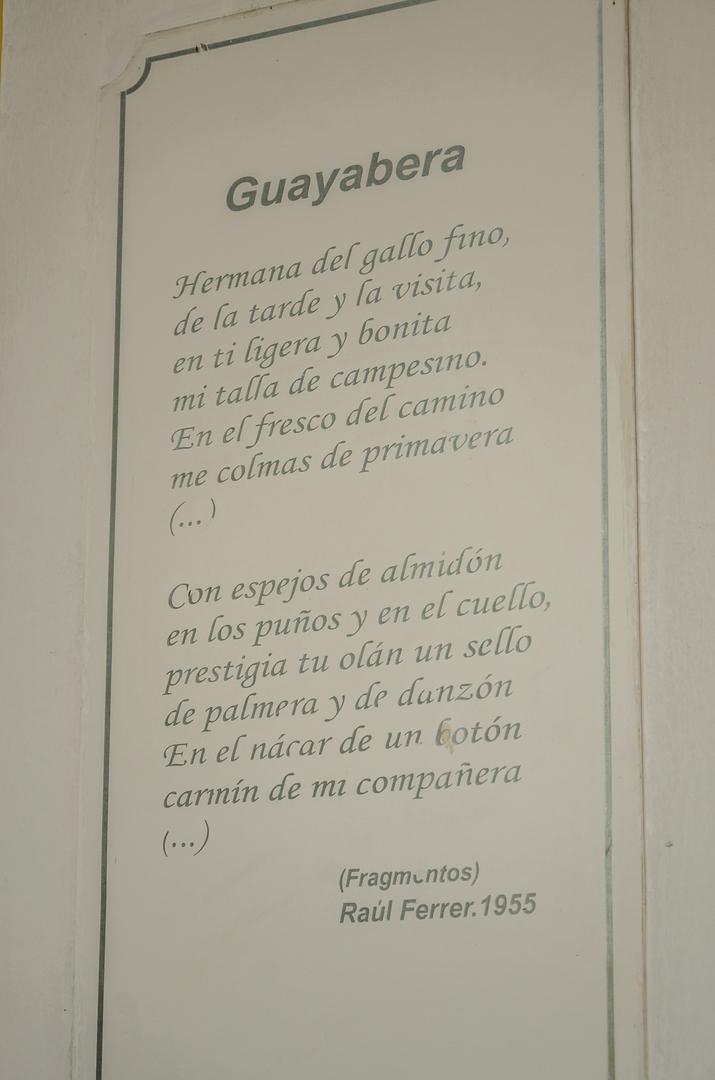 Guayabera
Hermana del gallo fino,
de la tarde y la visita,
en ti ligera y bonita
mi talla de campesino.
En el fresco del camino
me colmas de primavera
(...)
Con espejos de almidón
en los puños y en el cuello,
prestigia tu olán un sello
de palmera y de danzón
En el nácar de un botón
carmín de mi compañera
(...)
(Fragmentos)
Raúl Ferrer.1955